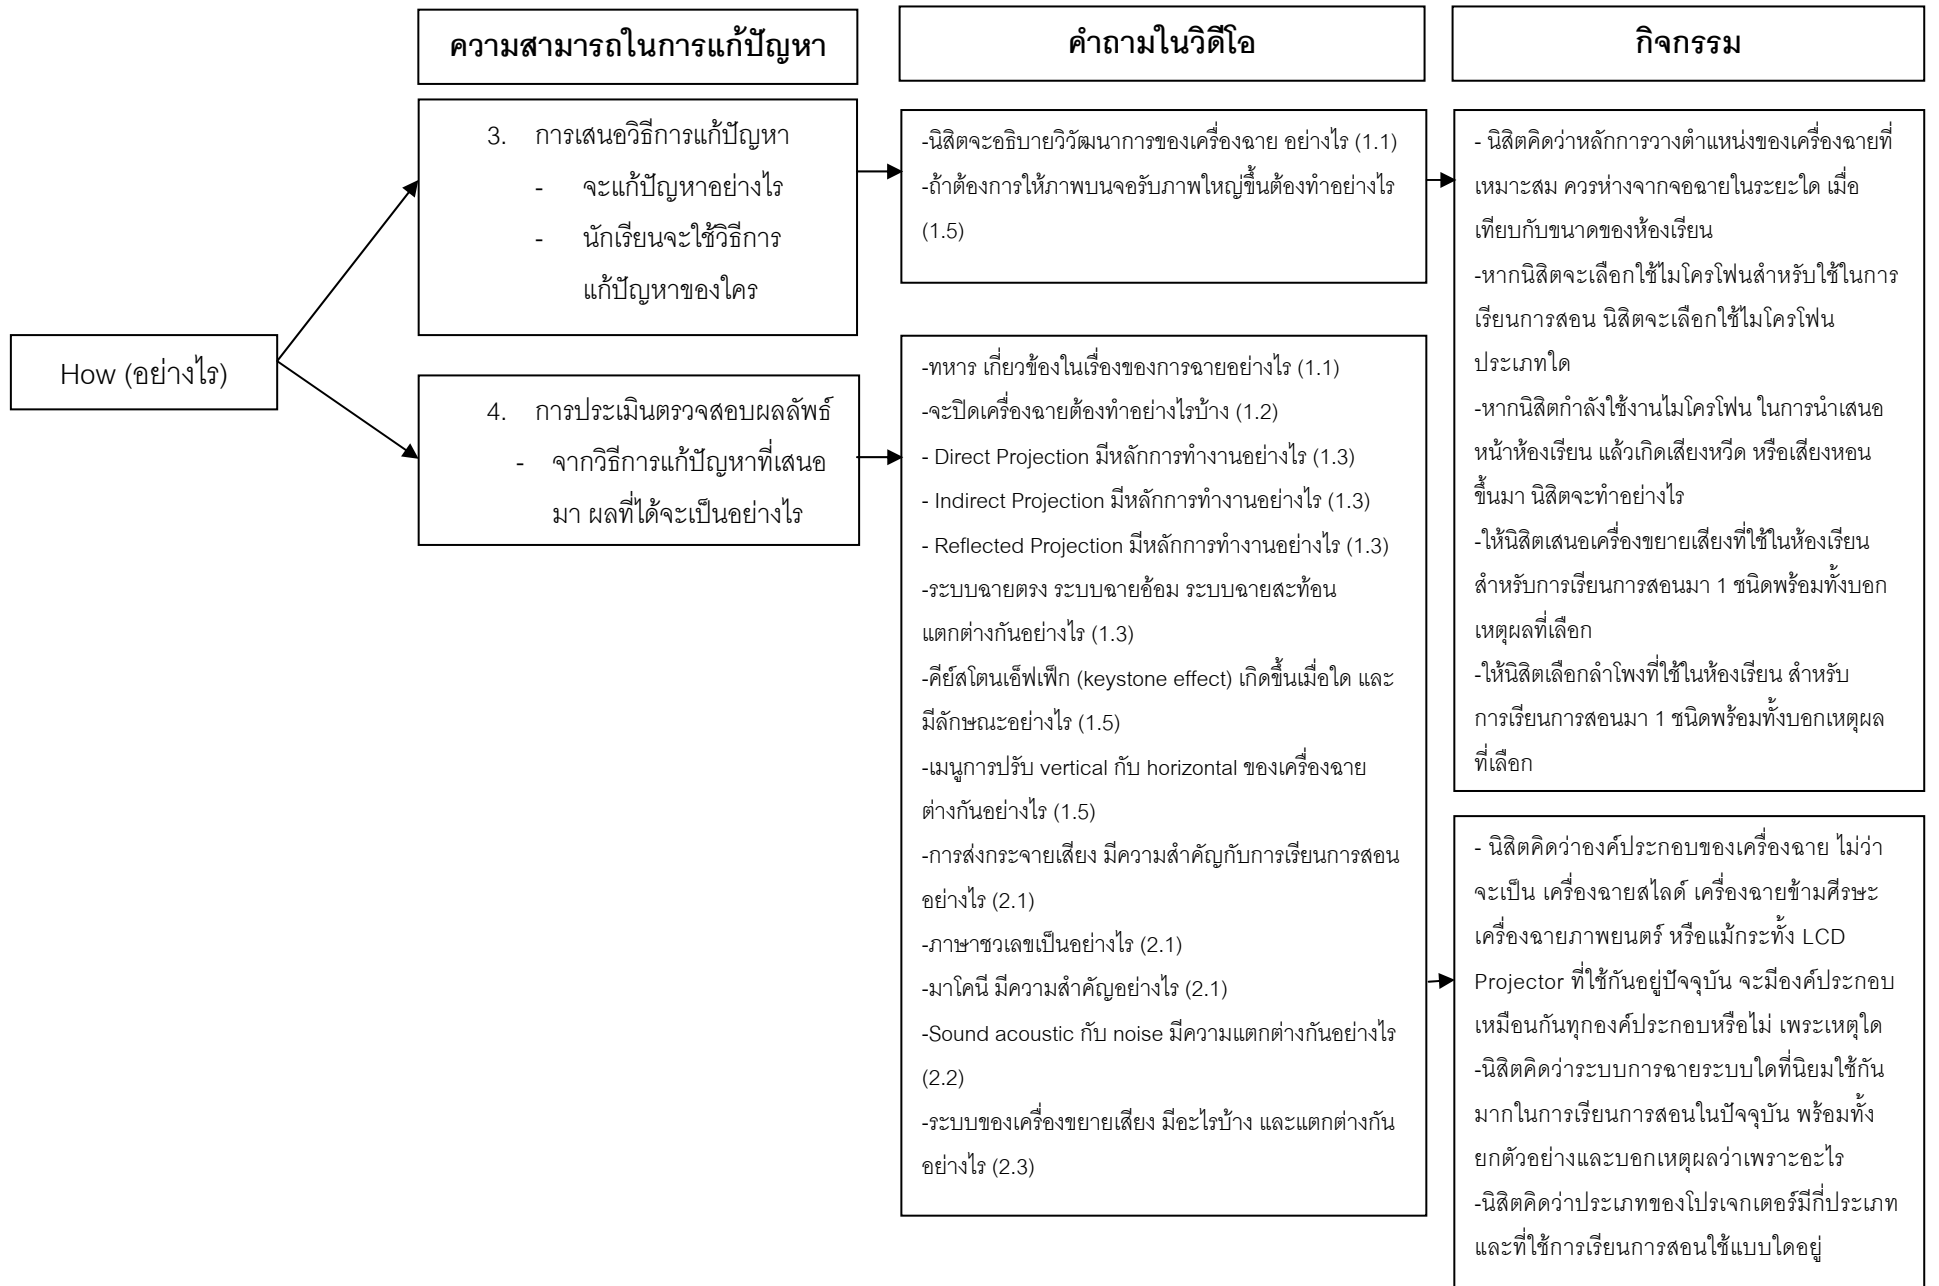 ความสามารถในการแก้ปัญหา
คำถามในวิดีโอ
กิจกรรม
How (อย่างไร)
3. การเสนอวิธีการแก้ปัญหา
- จะแก้ปัญหาอย่างไร
- นักเรียนจะใช้วิธีการ
แก้ปัญหาของใคร
-นิสิตจะอธิบายวิวัฒนาการของเครื่องฉาย อย่างไร (1.1)
-ถ้าต้องการให้ภาพบนจอรับภาพใหญ่ขึ้นต้องทำอย่างไร
(1.5)
- นิสิตคิดว่าหลักการวางตำแหน่งของเครื่องฉายที่
เหมาะสม ควรห่างจากจอฉายในระยะใด เมื่อ
เทียบกับขนาดของห้องเรียน
-หากนิสิตจะเลือกใช้ไมโครโฟนสำหรับใช้ในการ
เรียนการสอน นิสิตจะเลือกใช้ไมโครโฟน
ประเภทใด
-หากนิสิตกำลังใช้งานไมโครโฟน ในการนำเสนอ
หน้าห้องเรียน แล้วเกิดเสียงหวีด หรือเสียงหอน
ขึ้นมา นิสิตจะทำอย่างไร
-ให้นิสิตเสนอเครื่องขยายเสียงที่ใช้ในห้องเรียน
สำหรับการเรียนการสอนมา 1 ชนิดพร้อมทั้งบอก
เหตุผลที่เลือก
-ให้นิสิตเลือกลำโพงที่ใช้ในห้องเรียน สำหรับ
การเรียนการสอนมา 1 ชนิดพร้อมทั้งบอกเหตุผล
ที่เลือก
4. การประเมินตรวจสอบผลลัพธ์
- จากวิธีการแก้ปัญหาที่เสนอ
มา ผลที่ได้จะเป็นอย่างไร
-ทหาร เกี่ยวข้องในเรื่องของการฉายอย่างไร (1.1)
-จะปิดเครื่องฉายต้องทำอย่างไรบ้าง (1.2)
- Direct Projection มีหลักการทำงานอย่างไร (1.3)
- Indirect Projection มีหลักการทำงานอย่างไร (1.3)
- Reflected Projection มีหลักการทำงานอย่างไร (1.3)
-ระบบฉายตรง ระบบฉายอ้อม ระบบฉายสะท้อน
แตกต่างกันอย่างไร (1.3)
-คีย์สโตนเอ็ฟเฟ็ก (keystone effect) เกิดขึ้นเมื่อใด และ
มีลักษณะอย่างไร (1.5)
-เมนูการปรับ vertical กับ horizontal ของเครื่องฉาย
ต่างกันอย่างไร (1.5)
-การส่งกระจายเสียง มีความสำคัญกับการเรียนการสอน
อย่างไร (2.1)
-ภาษาชวเลขเป็นอย่างไร (2.1)
-มาโคนี มีความสำคัญอย่างไร (2.1)
-Sound acoustic กับ noise มีความแตกต่างกันอย่างไร
(2.2)
-ระบบของเครื่องขยายเสียง มีอะไรบ้าง และแตกต่างกัน
อย่างไร (2.3)
- นิสิตคิดว่าองค์ประกอบของเครื่องฉาย ไม่ว่า
จะเป็น เครื่องฉายสไลด์ เครื่องฉายข้ามศีรษะ
เครื่องฉายภาพยนตร์ หรือแม้กระทั้ง LCD
Projector ที่ใช้กันอยู่ปัจจุบัน จะมีองค์ประกอบ
เหมือนกันทุกองค์ประกอบหรือไม่ เพระเหตุใด
-นิสิตคิดว่าระบบการฉายระบบใดที่นิยมใช้กัน
มากในการเรียนการสอนในปัจจุบัน พร้อมทั้ง
ยกตัวอย่างและบอกเหตุผลว่าเพราะอะไร
-นิสิตคิดว่าประเภทของโปรเจกเตอร์มีกี่ประเภท
และที่ใช้การเรียนการสอนใช้แบบใดอยู่